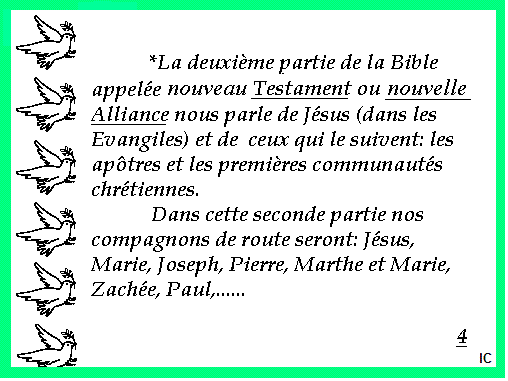 *La deuxième partie de la Bible
appelée nouveau Testament ou nouvelle
Alliance nous parle de Jésus (dans les
Evangiles) et de ceux qui le suivent: les
apôtres et les premières communautés
chrétiennes.
Dans cette seconde partie nos
compagnons de route seront: Jésus,
Marie, Joseph, Pierre, Marthe et Marie,
Zachée, Paul,......
4
IC